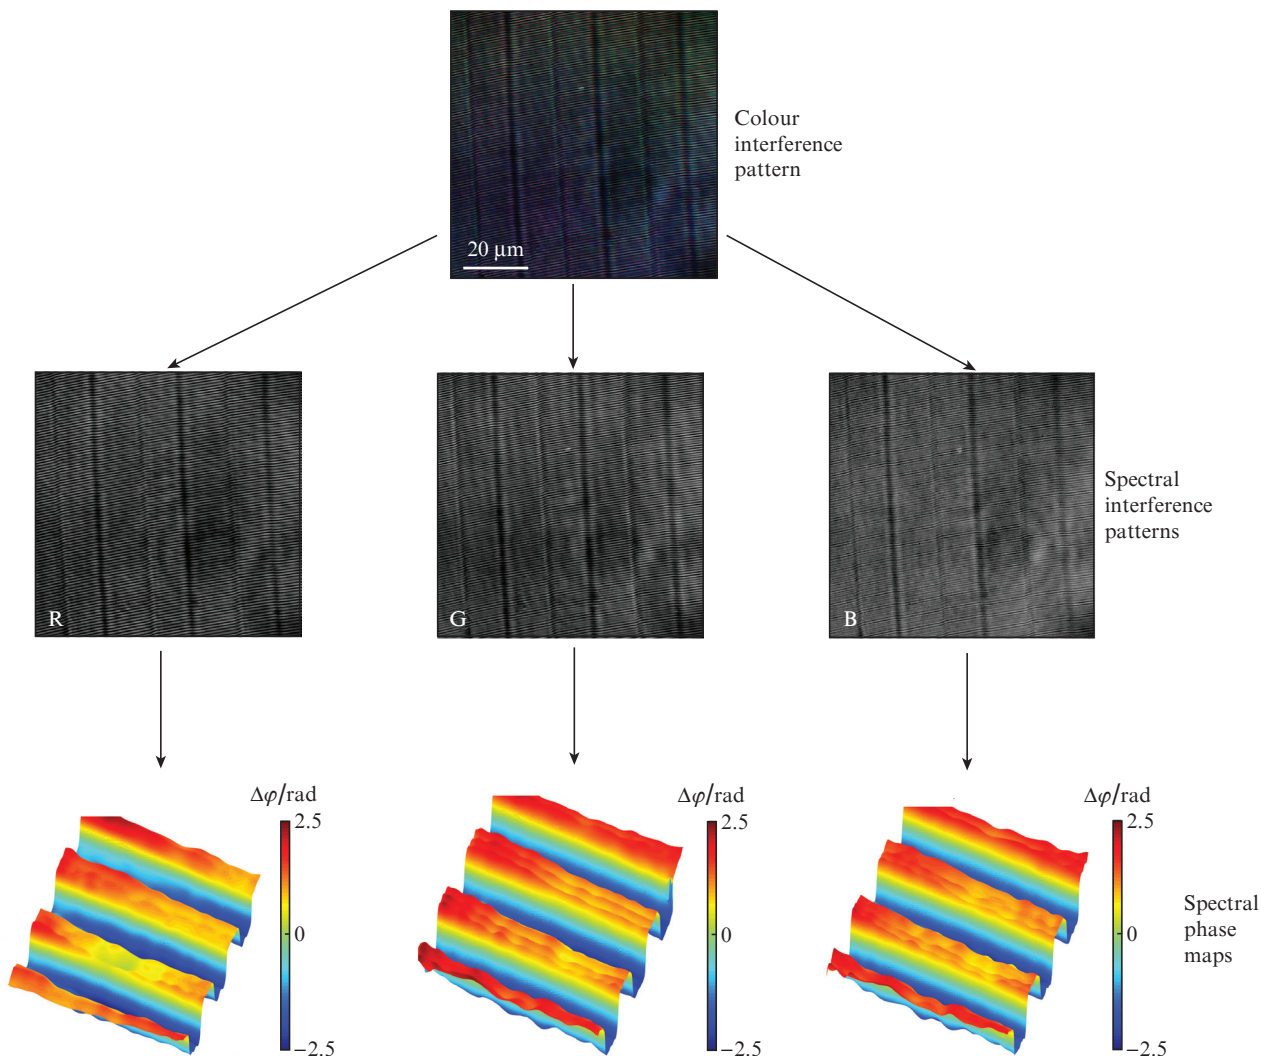 Colour
interference
pattern
20 μm
R
G
B
Spectral
interference
patterns
Δφ/rad
2.5
0
−2.5
Δφ/rad
2.5
0
−2.5
Δφ/rad
2.5
0
−2.5
Spectral
phase
maps